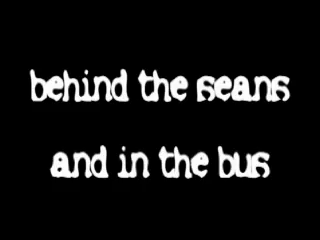 behind the seans
and in the bus